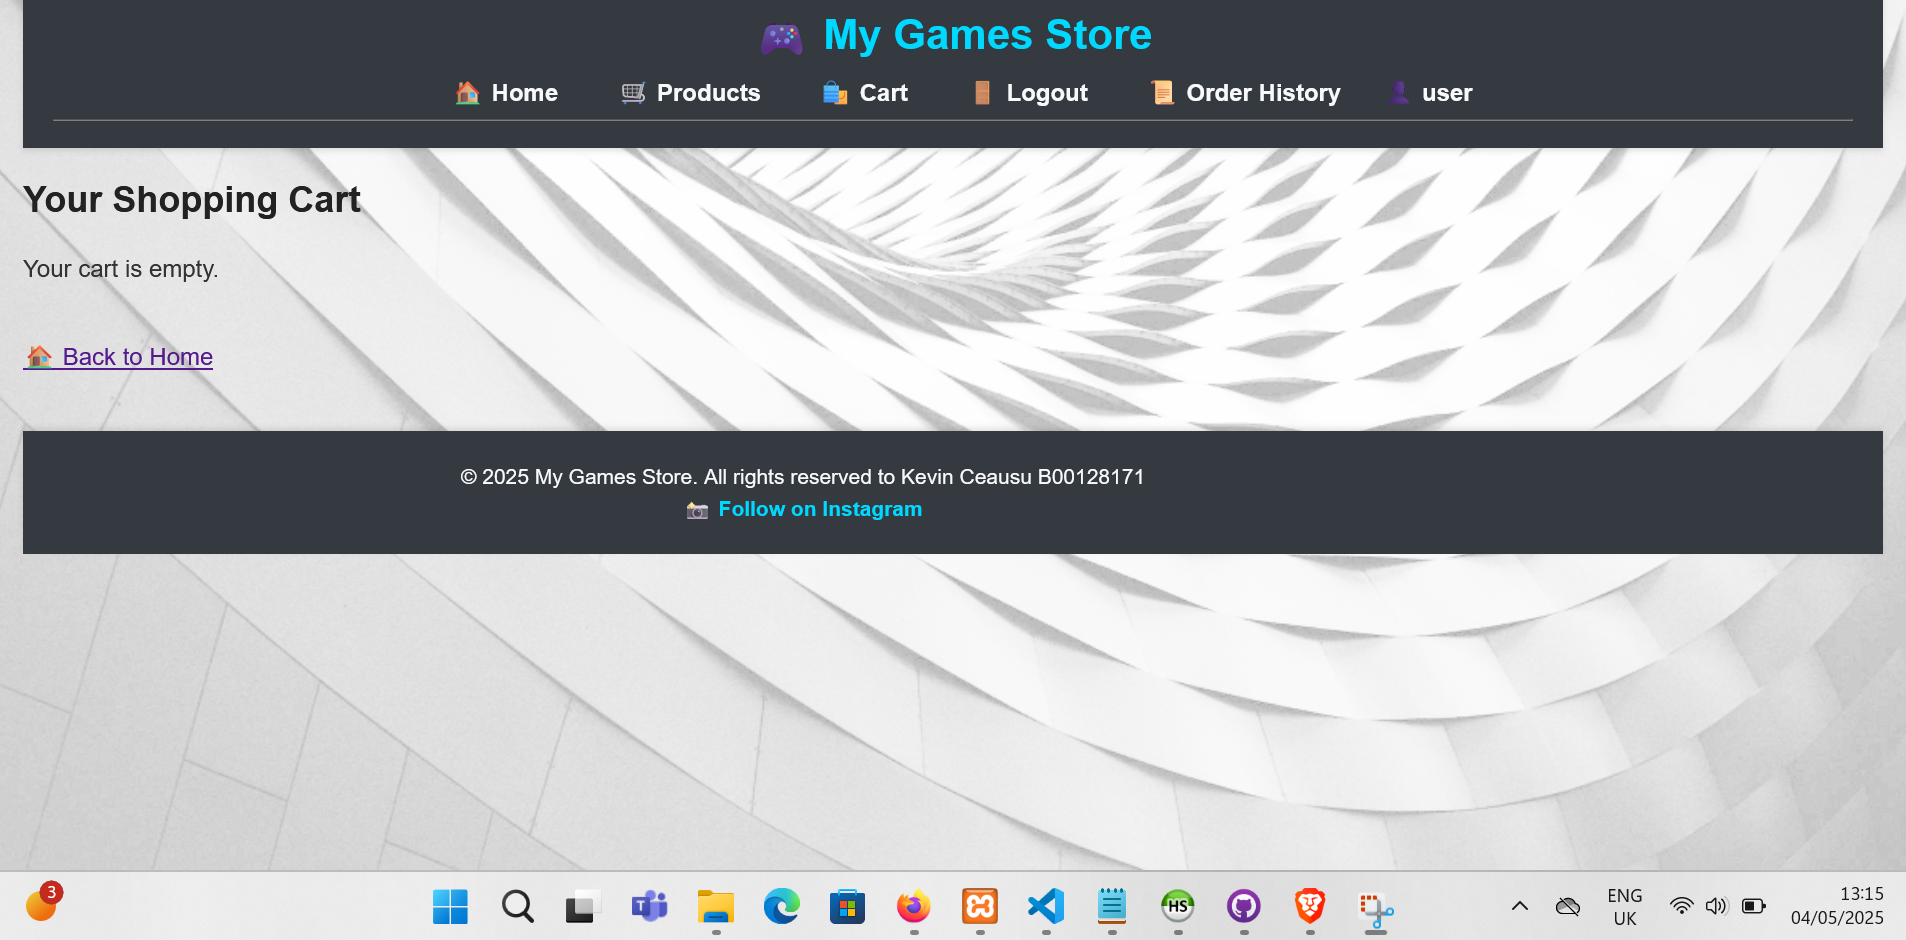 My Games Store
Home Products Cart Logout Order History user
Your Shopping Cart
Your cart is empty.
Back to Home
© 2025 My Games Store. All rights reserved to Kevin Ceausu B00128171
Follow on Instagram
3
T
HS
ENG
UK
13:15
04/05/2025